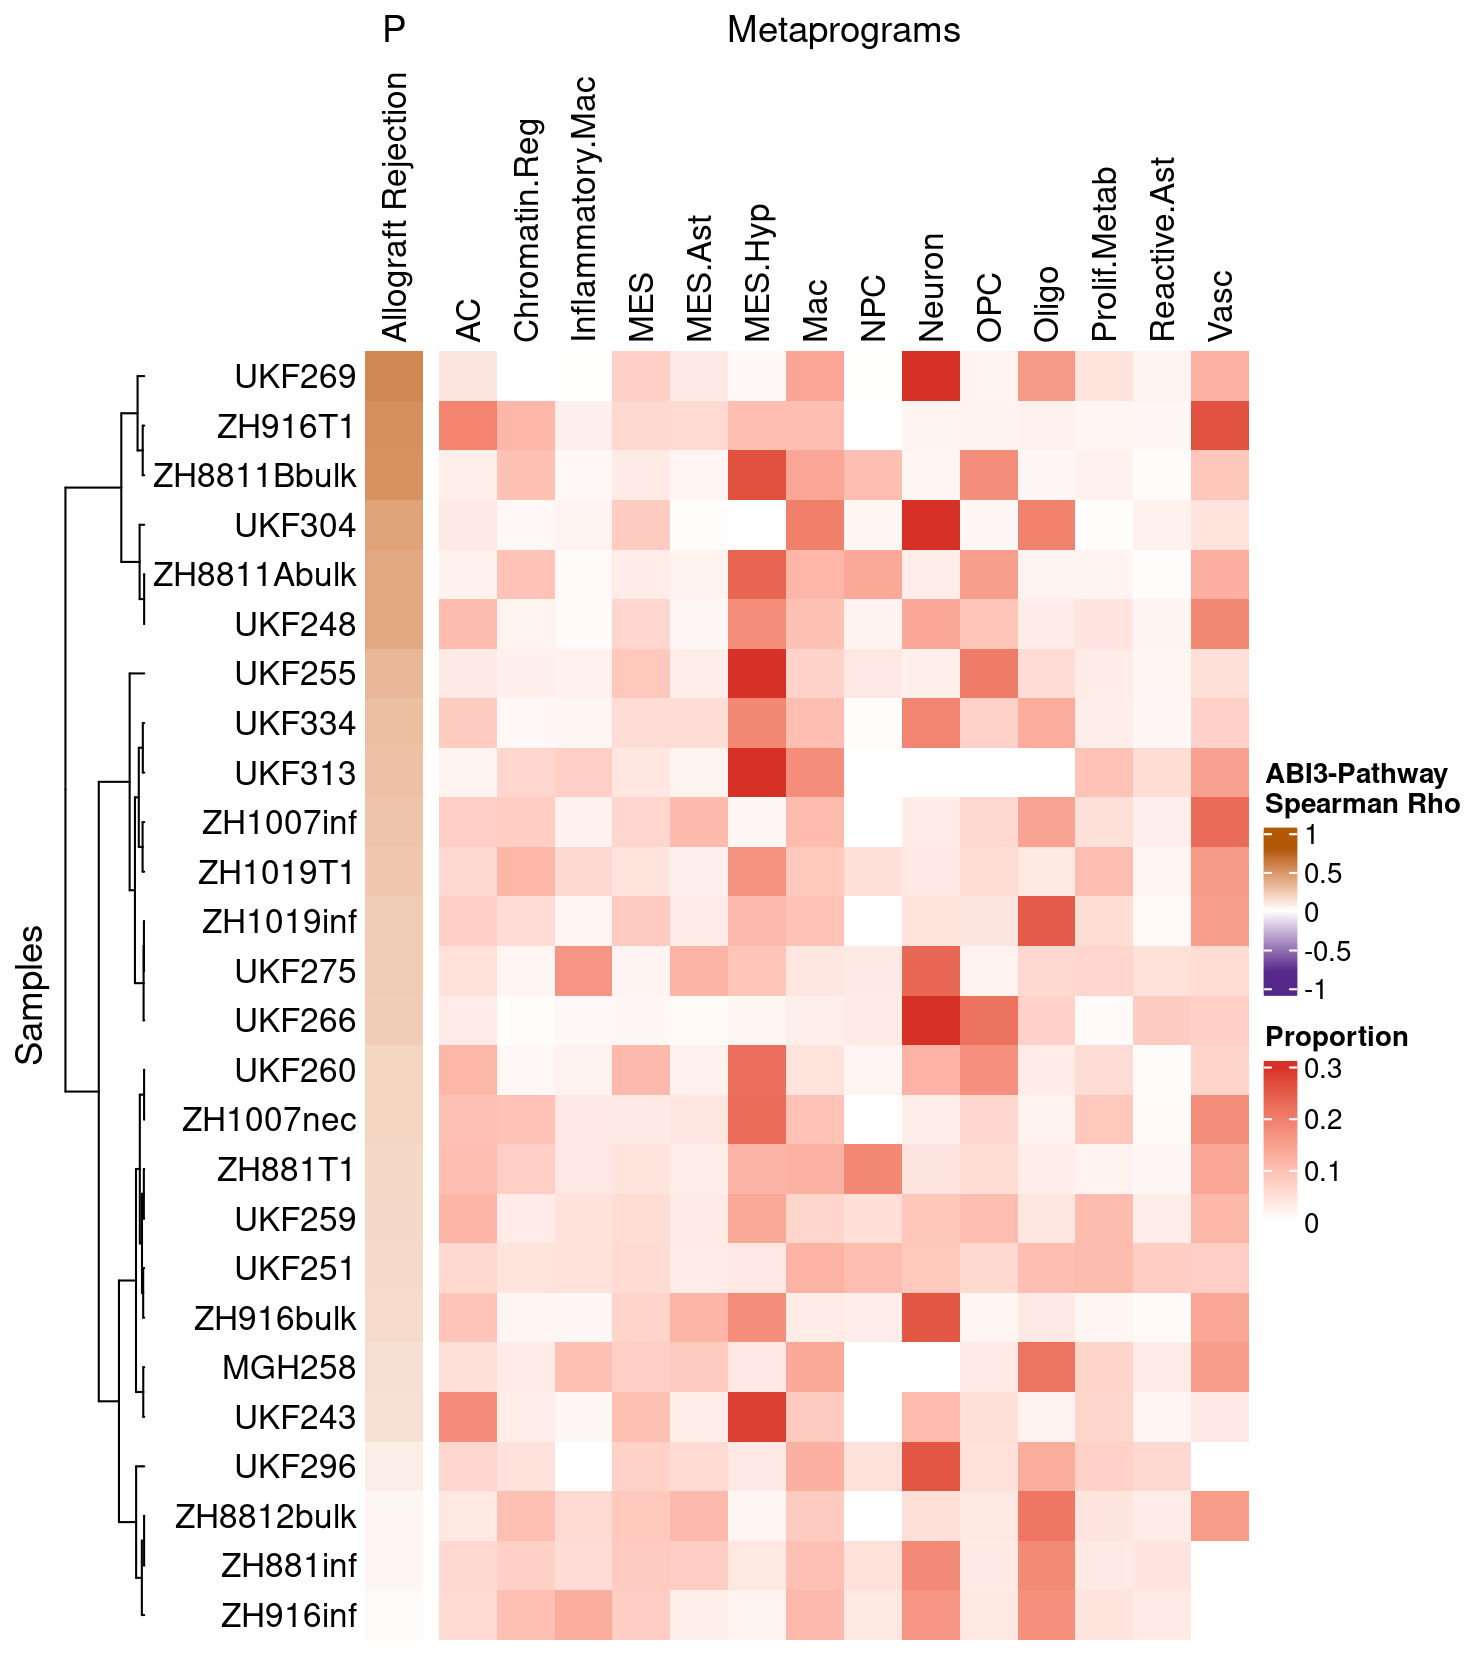 P
Metaprograms
Allograft Rejection
AC
Chromatin.Reg
Inflammatory.Mac
MES
MES.Ast
MES.Hyp
Mac
NPC
Neuron
OPC
Oligo
Prolif.Metab
Reactive.Ast
Vasc
Samples
UKF269
ZH916T1
ZH8811Bbulk
UKF304
ZH8811Abulk
UKF248
UKF255
UKF334
UKF313
ZH1007inf
ZH1019T1
ZH1019inf
UKF275
UKF266
UKF260
ZH1007nec
ZH881T1
UKF259
UKF251
ZH916bulk
MGH258
UKF243
UKF296
ZH8812bulk
ZH881inf
ZH916inf
ABI3-Pathway
Spearman Rho
1
0.5
0
-0.5
-1
Proportion
0.3
0.2
0.1
0